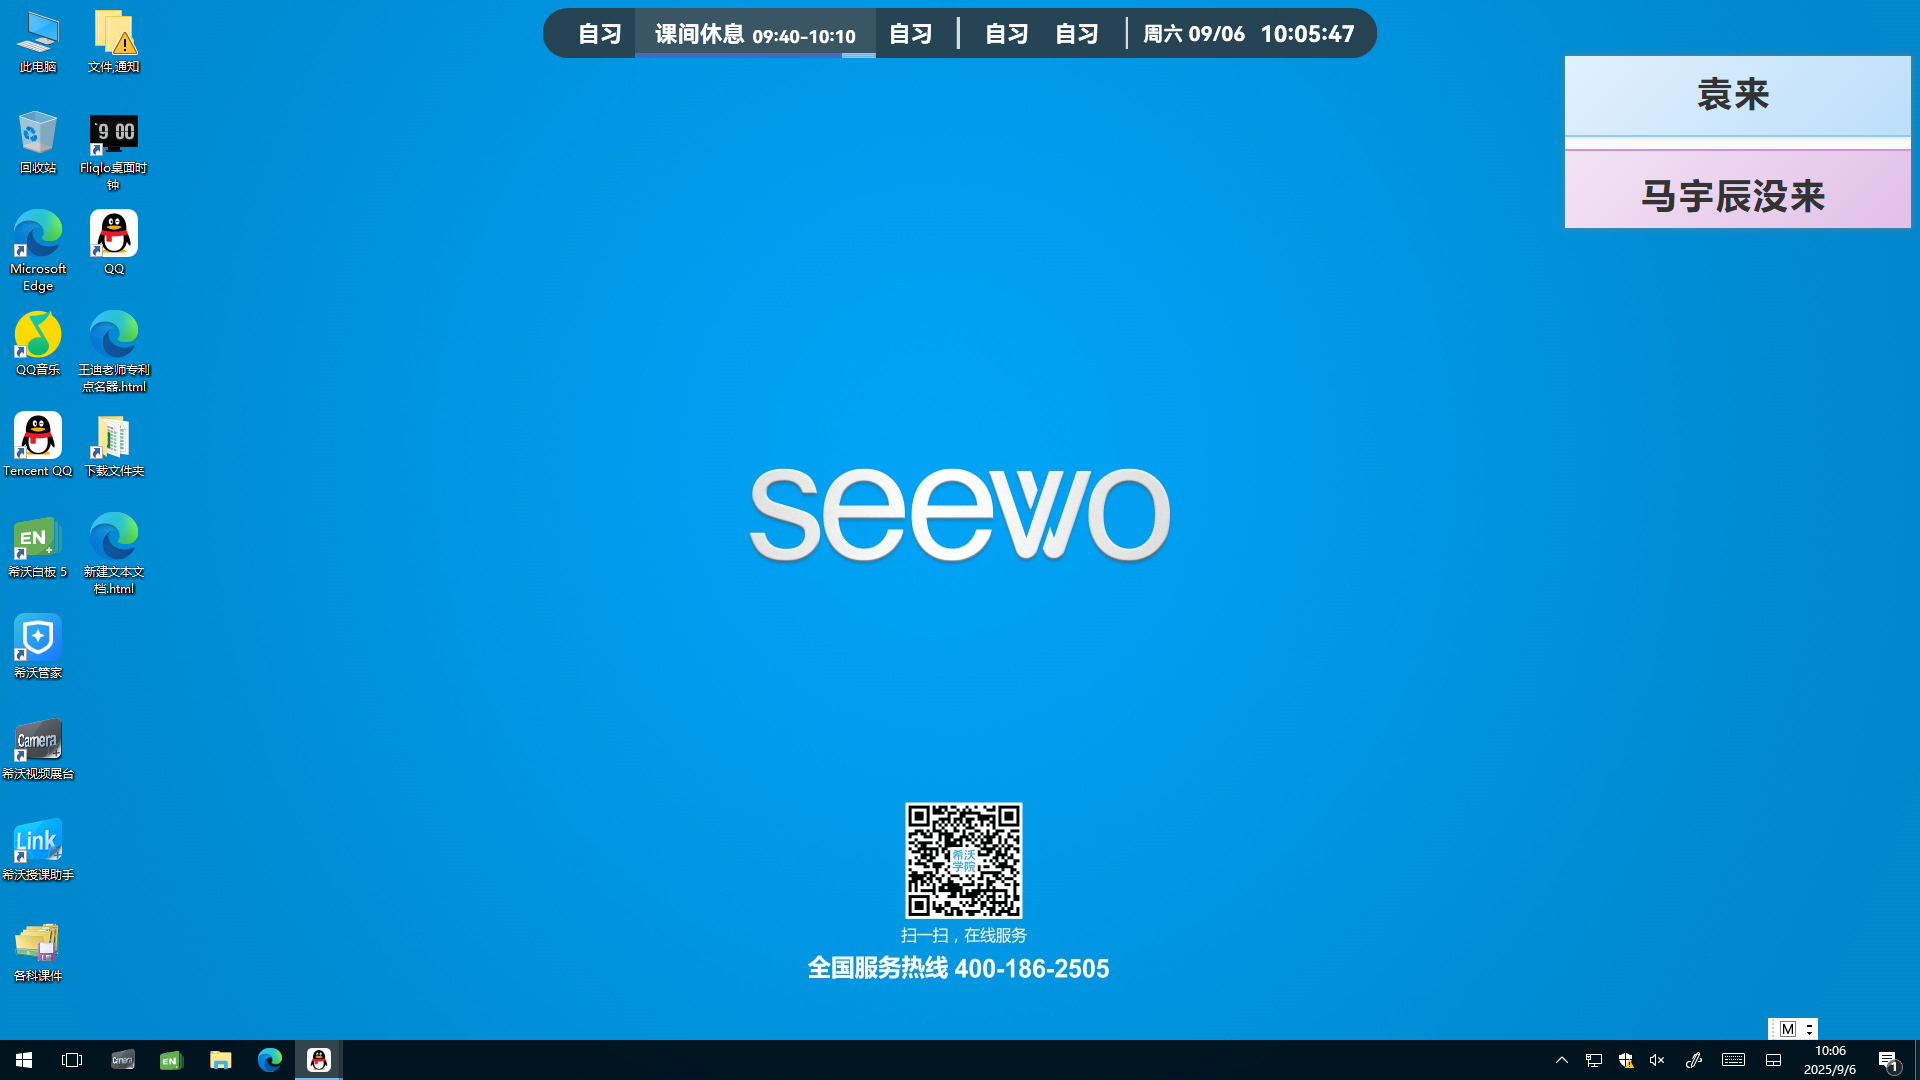 自习 课间休息 09:40-10:10 自习 自习 自习 周六 09/06 10:05:47
袁来
马宇辰没来
此电脑
文件,通知
回收站
9 00
Fliqlo桌面时
钟
Microsoft
Edge
QQ
QQ音乐
王迪老师专利
点名器.html
Tencent QQ
下载文件夹
EN
希沃白板 5
新建文本文
档.html
希沃管家
Camera
希沃视频展台
Link
希沃授课助手
各科课件
seewo
希沃
学院
扫一扫，在线服务
全国服务热线 400-186-2505
M
Camera
EN
10:06
2025/9/6
1